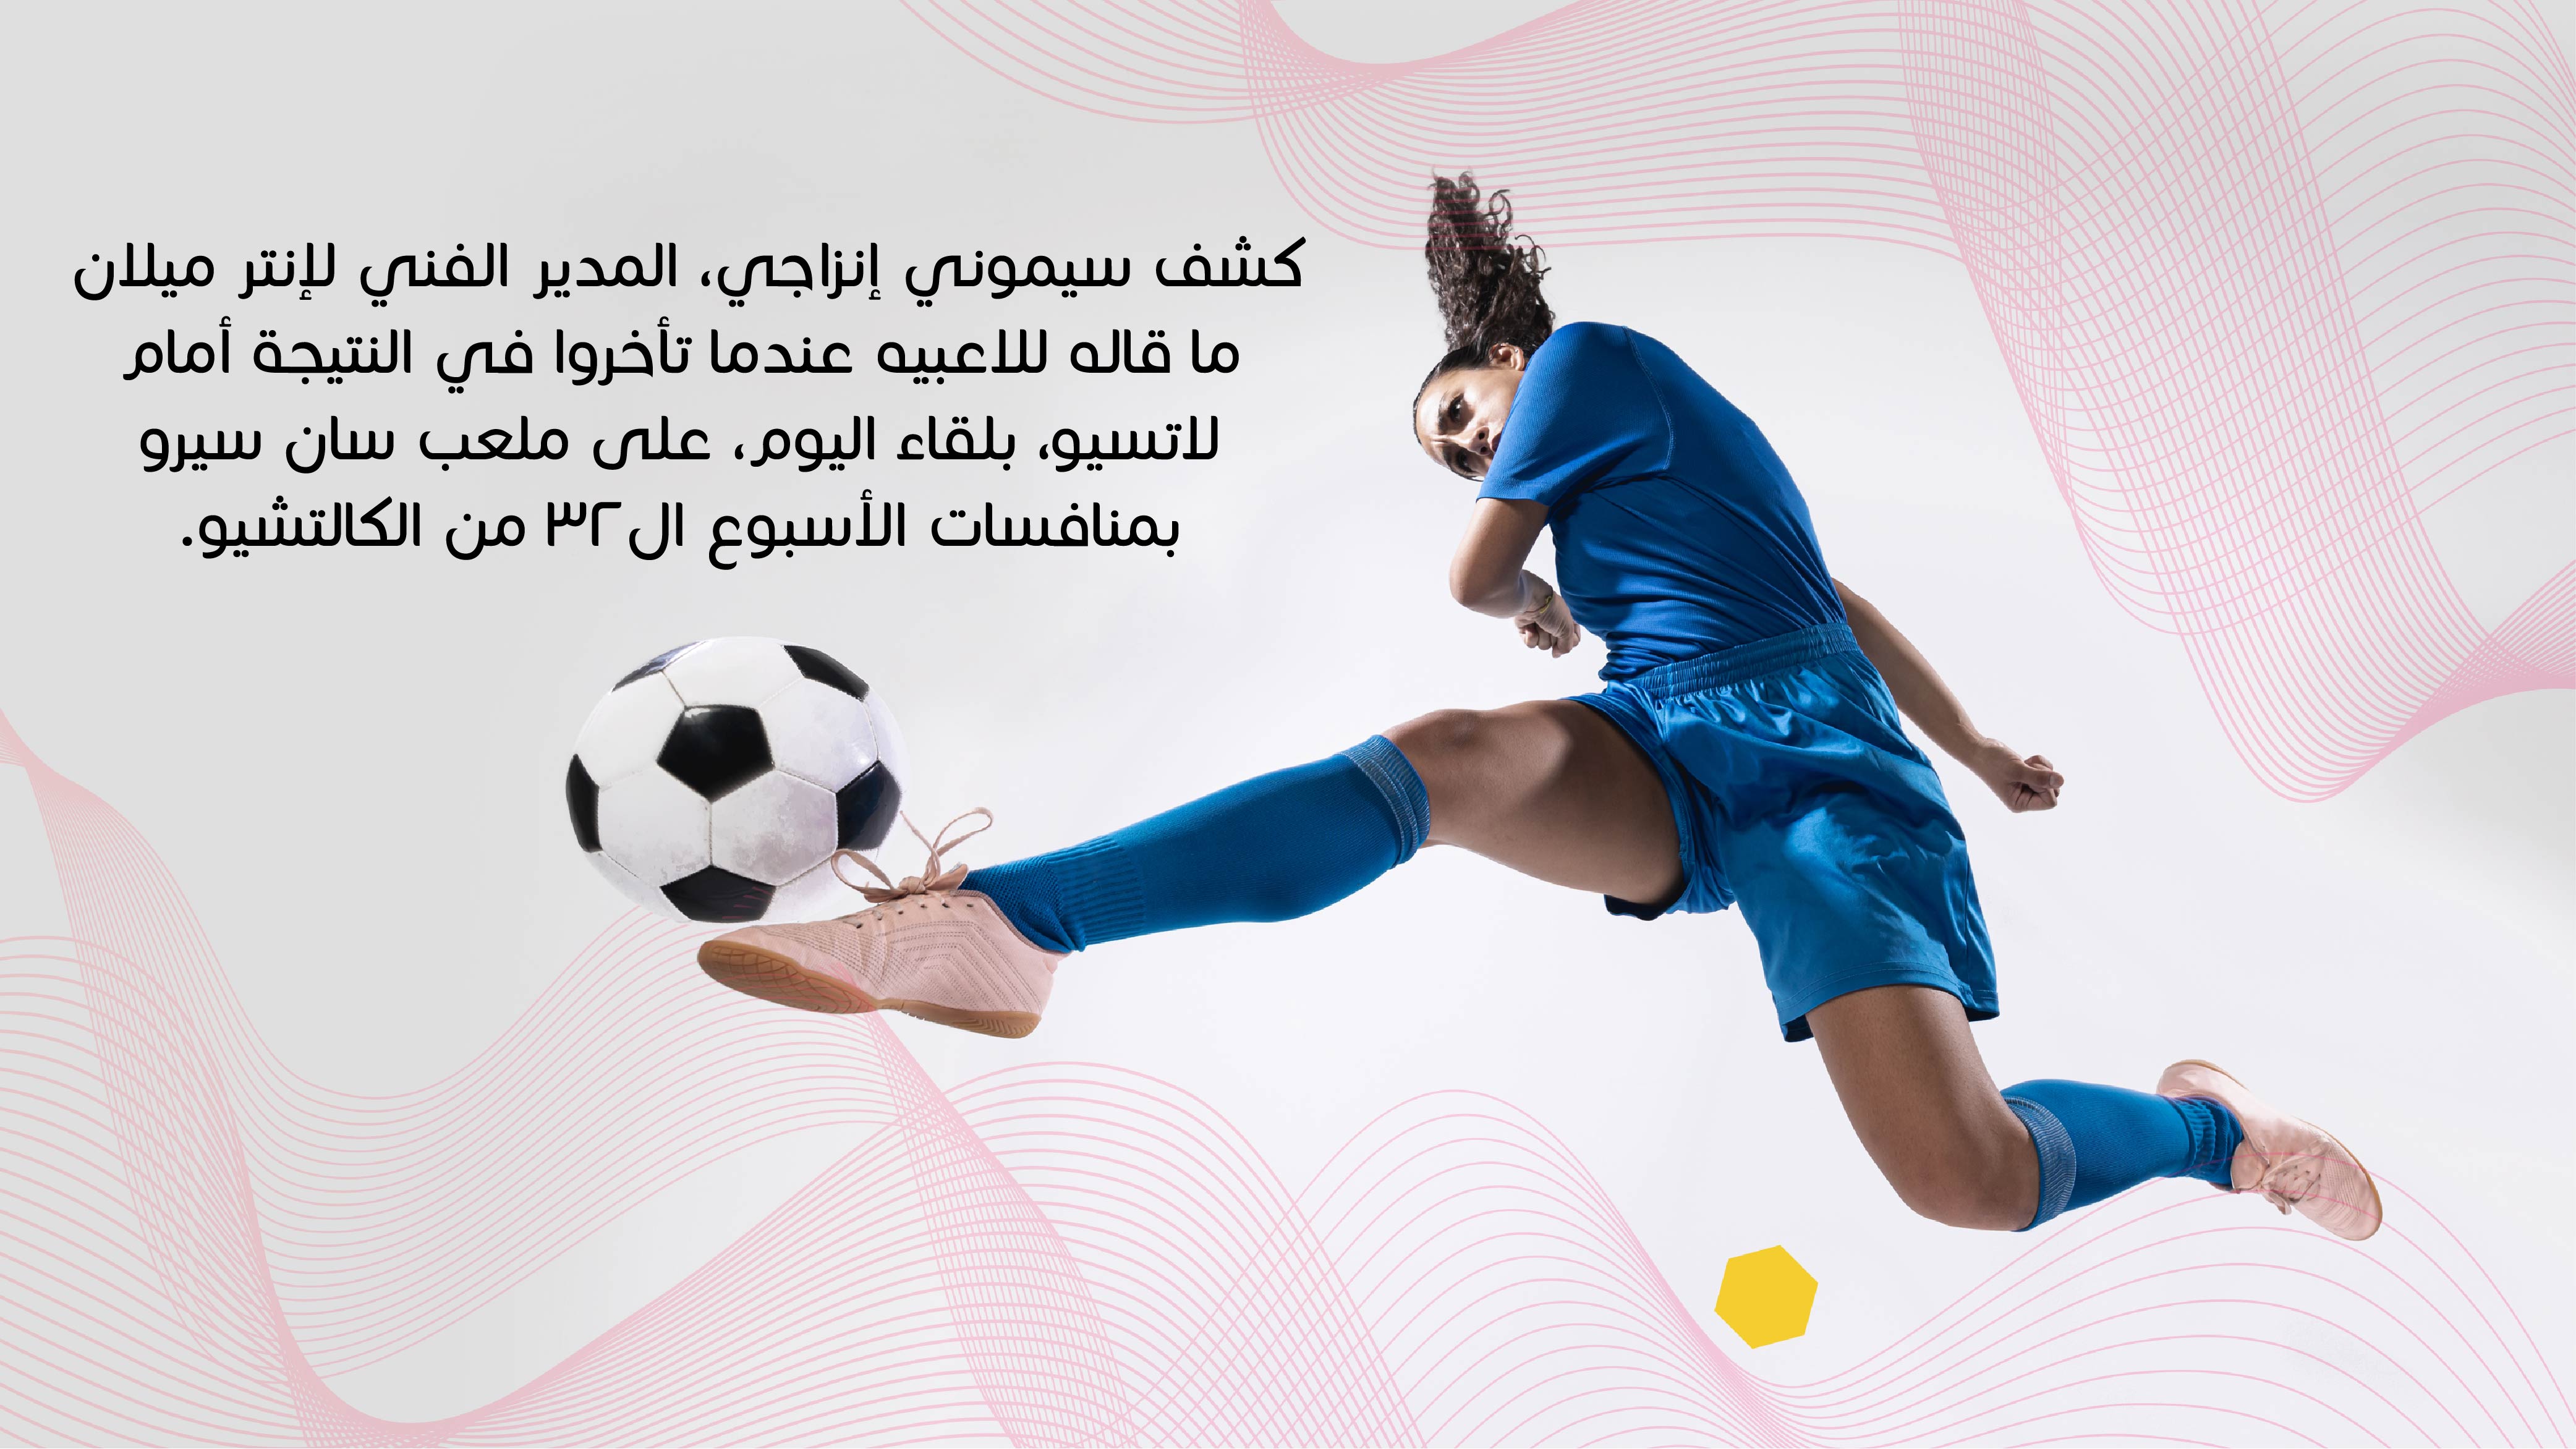 كشف سيموني إنزاجي، المدير الفني لإنتر ميلان
ما قاله للاعبيه عندما تأخروا في النتيجة أمام
لاتسيو، بلقاء اليوم، على ملعب سان سيرو
بمنافسات الأسبوع ال٣٢ من الكالتشيو.